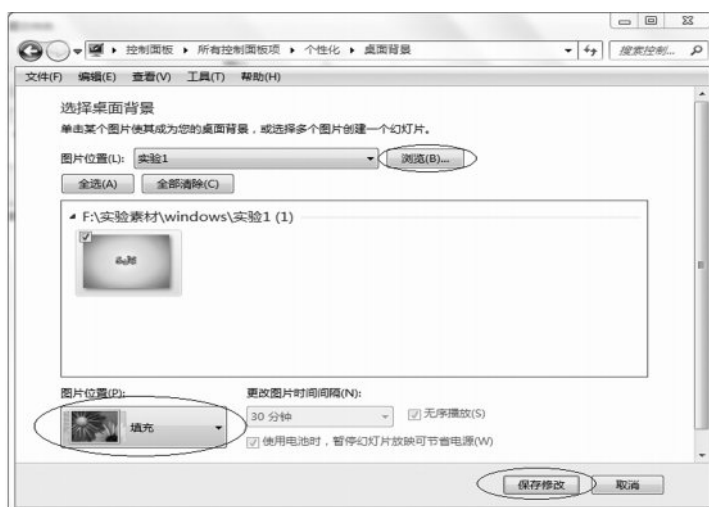 控制面板 ▸ 所有控制面板项 ▸ 个性化 ▸ 桌面背景
搜索控制...
文件(F) 编辑(E) 查看(V) 工具(T) 帮助(H)
选择桌面背景
单击某个图片使其成为您的桌面背景，或选择多个图片创建一个幻灯片。
图片位置(L): 实验1 浏览(B)...
全选(A) 全部清除(C)
F:\实验素材\windows\实验1 (1)
图片位置(P): 更改图片时间间隔(N):
填充 30 分钟 无序播放(S)
使用电池时，暂停幻灯片放映可节省电源(W)
保存修改 取消